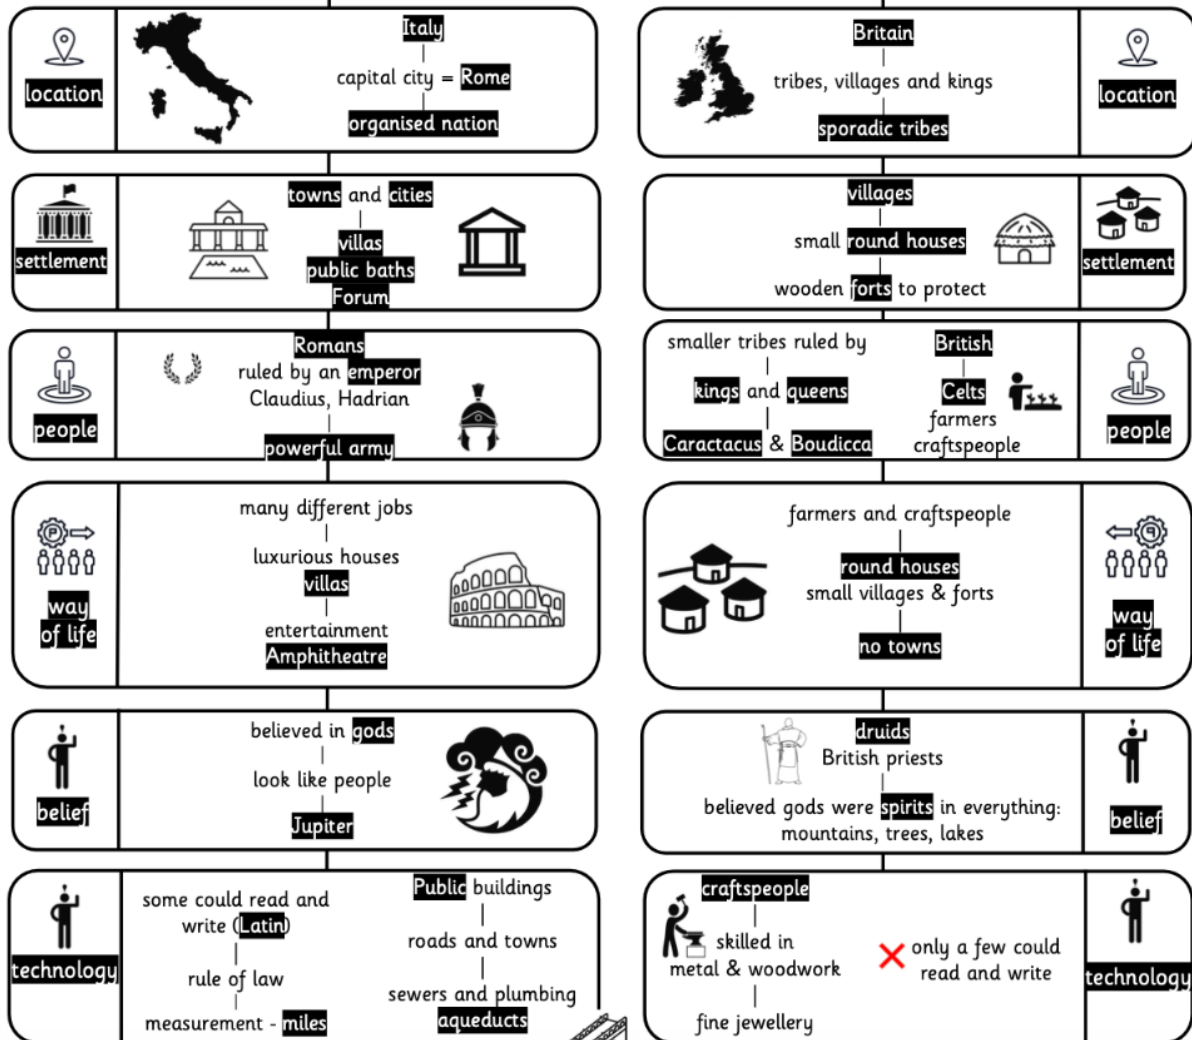 location
Italy
capital city = Rome
organised nation
Britain
tribes, villages and kings
sporadic tribes
location
settlement
towns and cities
villas
public baths
Forum
villages
small round houses
wooden forts to protect
settlement
people
Romans
ruled by an emperor
Claudius, Hadrian
powerful army
smaller tribes ruled by
kings and queens
Caractacus & Boudicca
British
Celts
farmers
craftspeople
people
way
of life
many different jobs
luxurious houses
villas
entertainment
Amphitheatre
farmers and craftspeople
round houses
small villages & forts
no towns
way
of life
belief
believed in gods
look like people
Jupiter
druids
British priests
believed gods were spirits in everything:
mountains, trees, lakes
belief
technology
some could read and
write (Latin)
rule of law
measurement - miles
Public buildings
roads and towns
sewers and plumbing
aqueducts
craftspeople
skilled in
metal & woodwork
fine jewellery
only a few could
read and write
technology